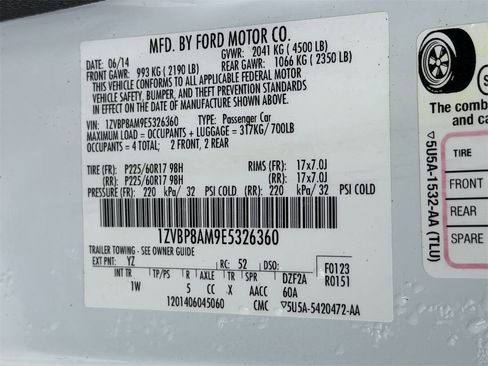 MFD. BY FORD MOTOR CO.
DATE: 06/14 GVWR: 2041 KG ( 4500 LB)
FRONT GAWR: 993 KG ( 2190 LB) REAR GAWR: 1066 KG ( 2350 LB)
THIS VEHICLE CONFORMS TO ALL APPLICABLE FEDERAL MOTOR
VEHICLE SAFETY, BUMPER, AND THEFT PREVENTION STANDARDS
IN EFFECT ON THE DATE OF MANUFACTURE SHOWN ABOVE.
VIN: 1ZVBP8AM9E5326360 TYPE: Passenger Car
MAXIMUM LOAD = OCCUPANTS + LUGGAGE = 317KG/ 700LB
OCCUPANTS = 4 TOTAL; 2 FRONT, 2 REAR
TIRE (FR): P225/60R17 98H RIMS (FR): 17x7.0J
TIRE (RR): P225/60R17 98H (RR): 17x7.0J
PRESSURE (FR): 220 kPa/ 32 PSI COLD (RR): 220 kPa/ 32 PSI COLD
1ZVBP8AM9E5326360
TRAILER TOWING - SEE OWNER GUIDE
EXT PNT: YZ RC: 52 DSO: F0123
INT TR TP/PS R AXLE TR SPR DZF2A R0151
1W 5 CC X AACC 60A
1201406045060 CMC ▽5U5A-5420472-AA
The comb
TIRE
FRONT
REAR
SPARE
▽5U5A-1532-AA (TLU)